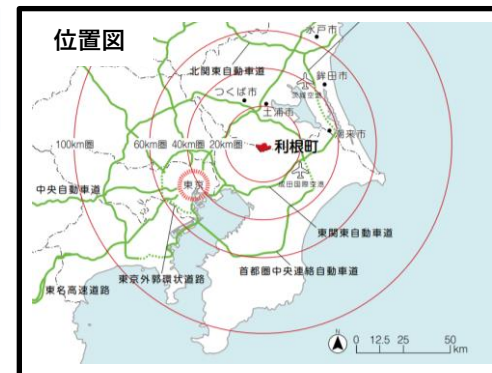 位置図
水戸市
北関東自動車道
鉾田市
茨城空港
つくば市
土浦市
潮来市
100km圏
60km圏
40km圏
20km圏
利根町
成田国際空港
東京
中央自動車道
東関東自動車道
首都圏中央連絡自動車道
東京外郭環状道路
東名高速道路
N
0 12.5 25 50
km